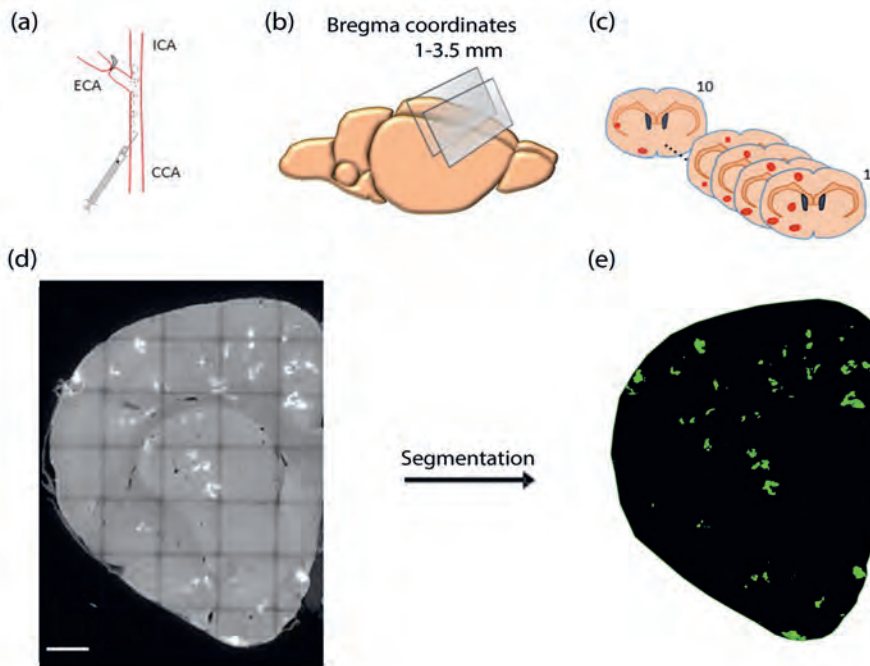 (a)
ICA
ECA
CCA
(b)
Bregma coordinates
1-3.5 mm
(c)
10
1
(d)
Segmentation
(e)